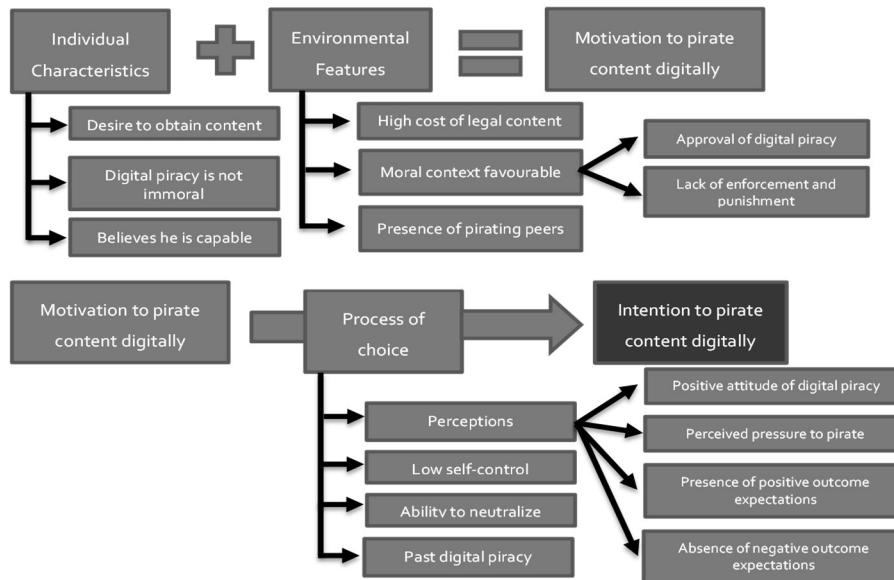 Individual
Characteristics
Environmental
Features
Motivation to pirate
content digitally
Desire to obtain content
Digital piracy is not
immoral
Believes he is capable
High cost of legal content
Moral context favourable
Presence of pirating peers
Approval of digital piracy
Lack of enforcement and
punishment
Motivation to pirate
content digitally
Process of
choice
Intention to pirate
content digitally
Perceptions
Low self-control
Ability to neutralize
Past digital piracy
Positive attitude of digital piracy
Perceived pressure to pirate
Presence of positive outcome
expectations
Absence of negative outcome
expectations